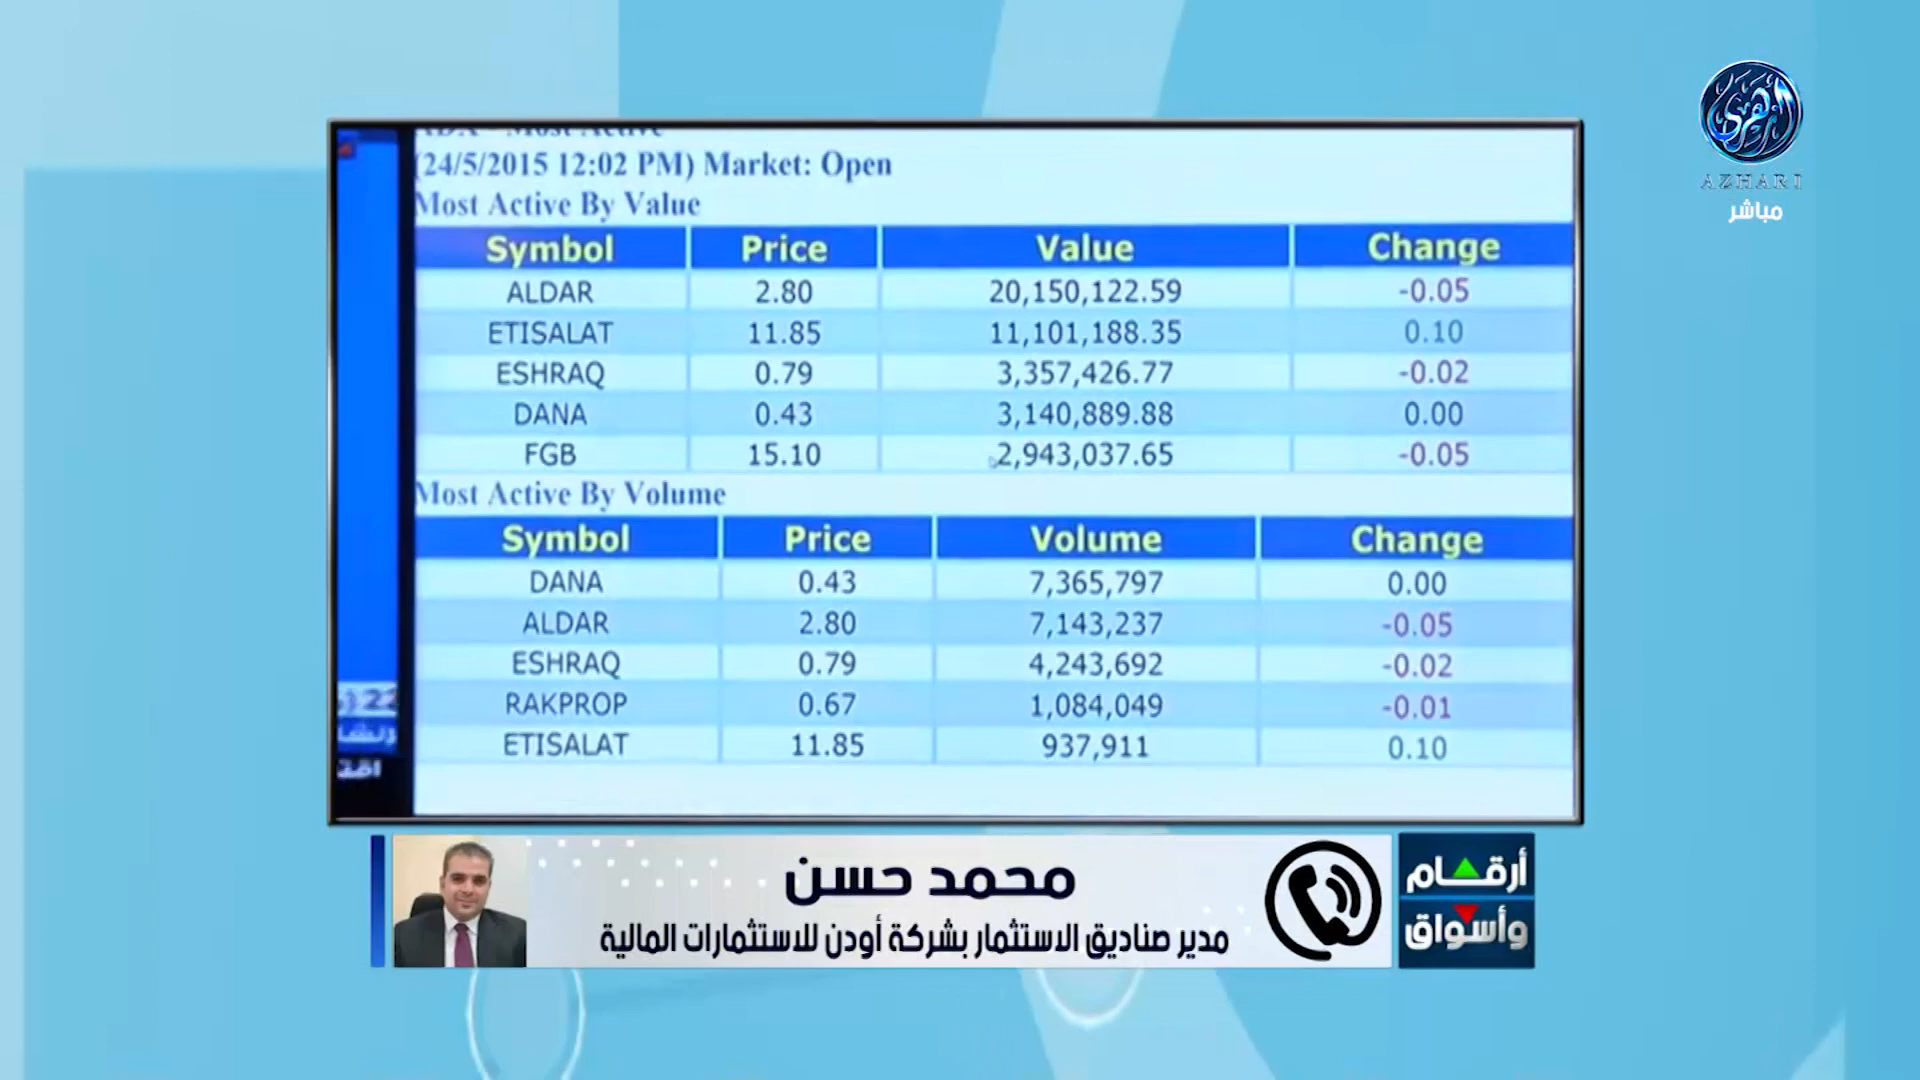 AZHARI
مباشر
ADX - Most Active
(24/5/2015 12:02 PM) Market: Open
Most Active By Value
Symbol Price Value Change
ALDAR 2.80 20,150,122.59 -0.05
ETISALAT 11.85 11,101,188.35 0.10
ESHRAQ 0.79 3,357,426.77 -0.02
DANA 0.43 3,140,889.88 0.00
FGB 15.10 2,943,037.65 -0.05
Most Active By Volume
Symbol Price Volume Change
DANA 0.43 7,365,797 0.00
ALDAR 2.80 7,143,237 -0.05
ESHRAQ 0.79 4,243,692 -0.02
RAKPROP 0.67 1,084,049 -0.01
ETISALAT 11.85 937,911 0.10
محمد حسن
مدير صناديق الاستثمار بشركة أودن للاستثمارات المالية
أرقام
وأسواق